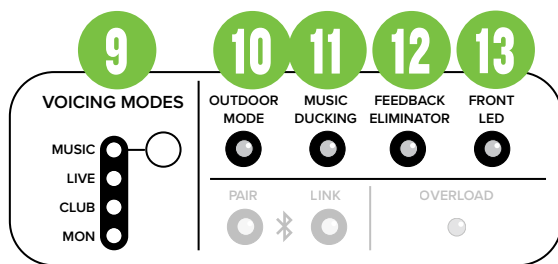 9
10
11
12
13
VOICING MODES
MUSIC
LIVE
CLUB
MON
OUTDOOR
MODE
MUSIC
DUCKING
FEEDBACK
ELIMINATOR
FRONT
LED
PAIR
LINK
OVERLOAD